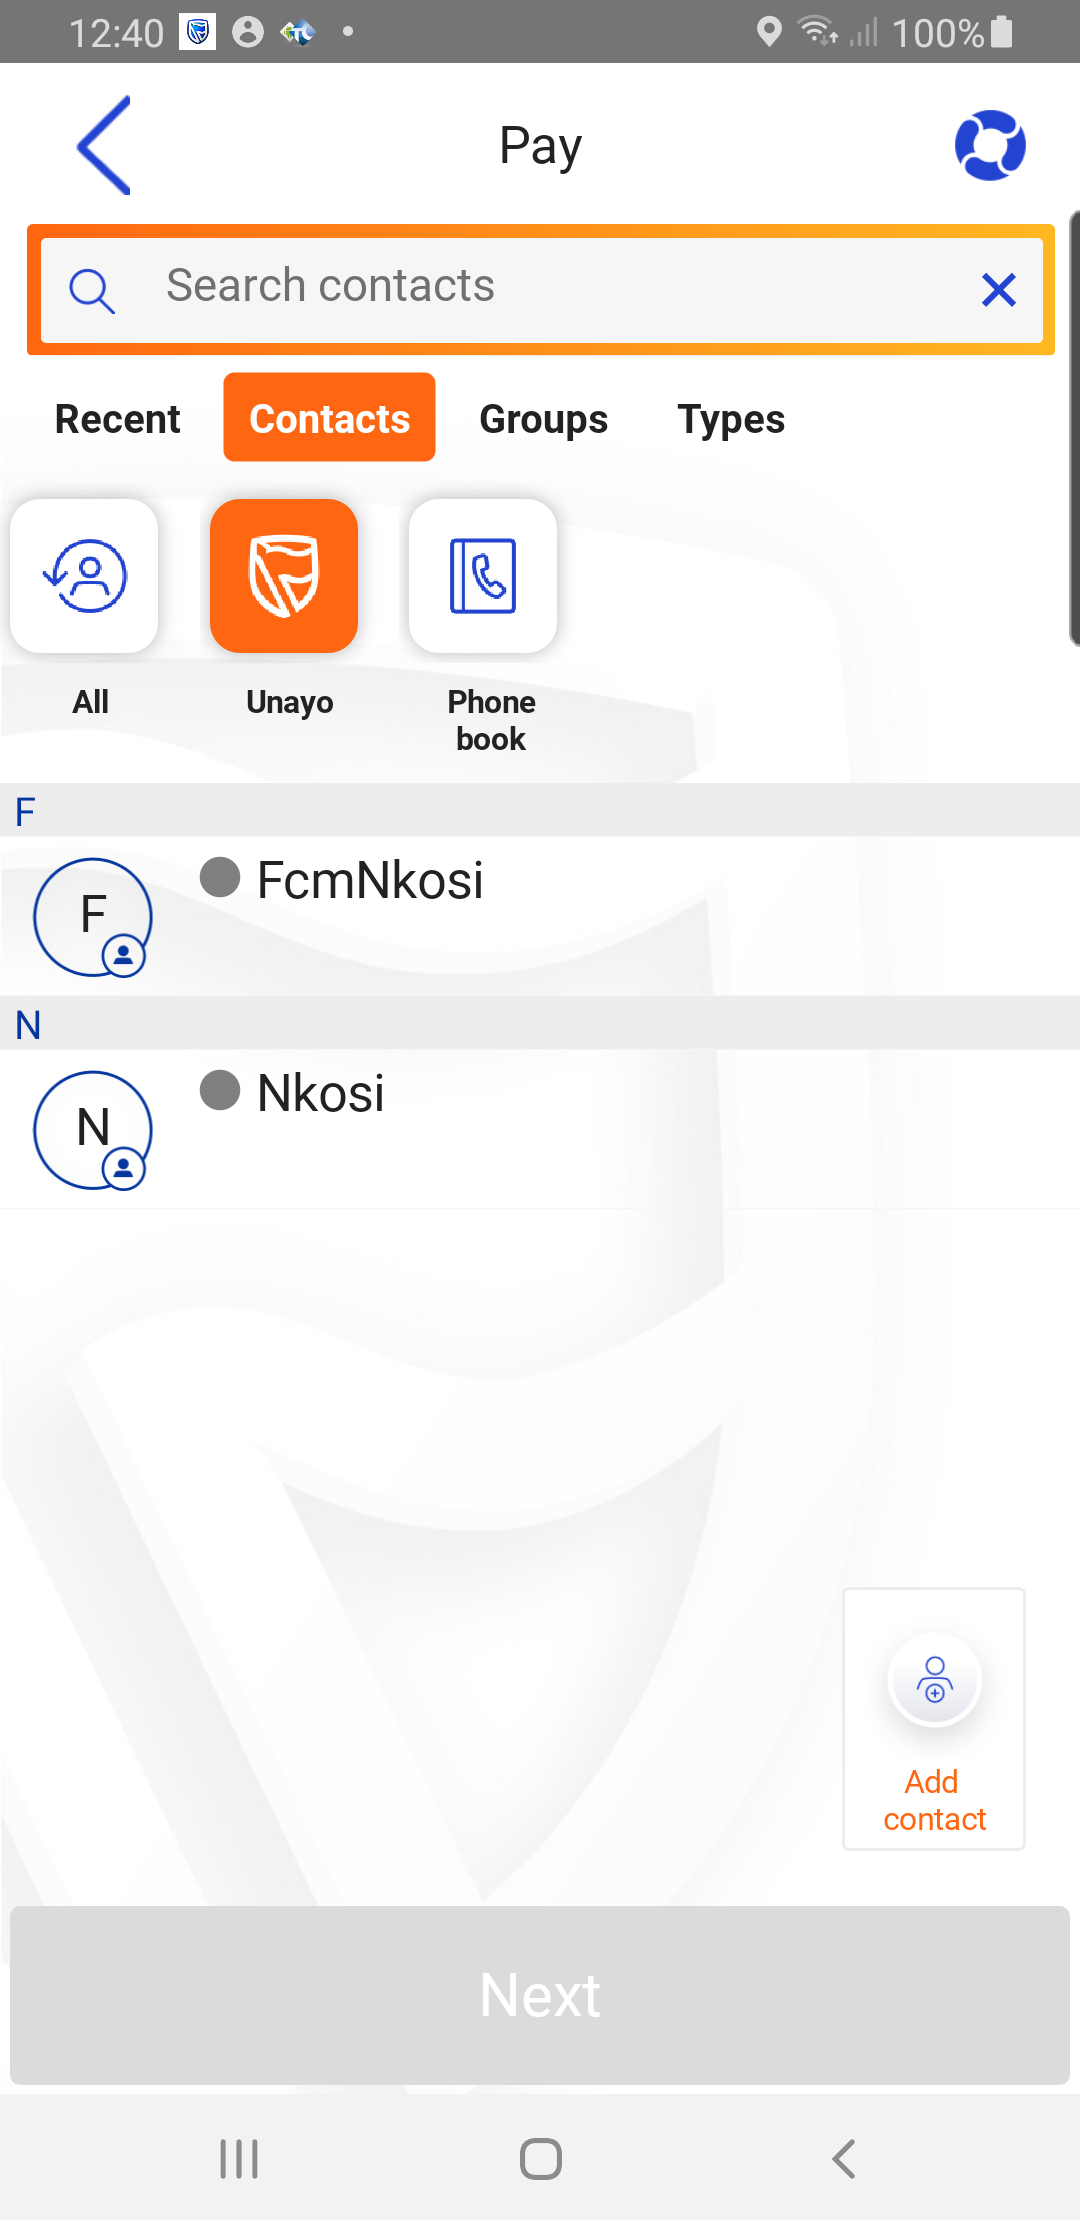 12:40
100%
Pay
Search contacts
Recent Contacts Groups Types
All Unayo Phone
book
F
F FcmNkosi
N
N Nkosi
Add
contact
Next